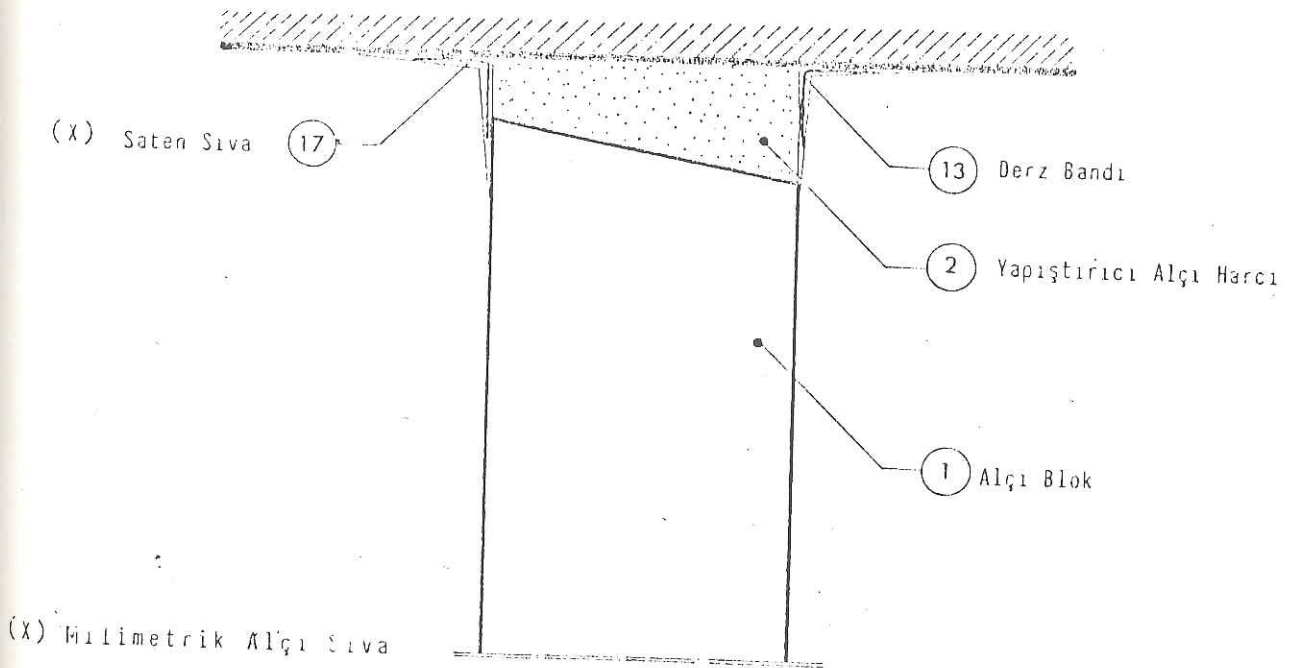 (X) Saten Sıva 17
13 Derz Bandı
2 Yapıştırıcı Alçı Harcı
1 Alçı Blok
(X) Milimetrik Alçı Sıva